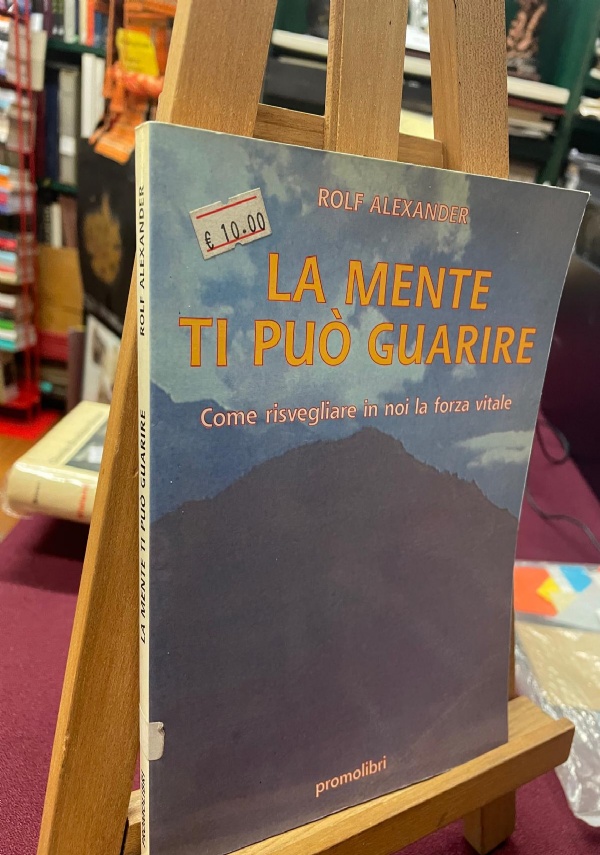 ROLF ALEXANDER
€ 10.00
LA MENTE
TI PUÒ GUARIRE
Come risvegliare in noi la forza vitale
promolibri
ROLF ALEXANDER
LA MENTE TI PUÒ GUARIRE